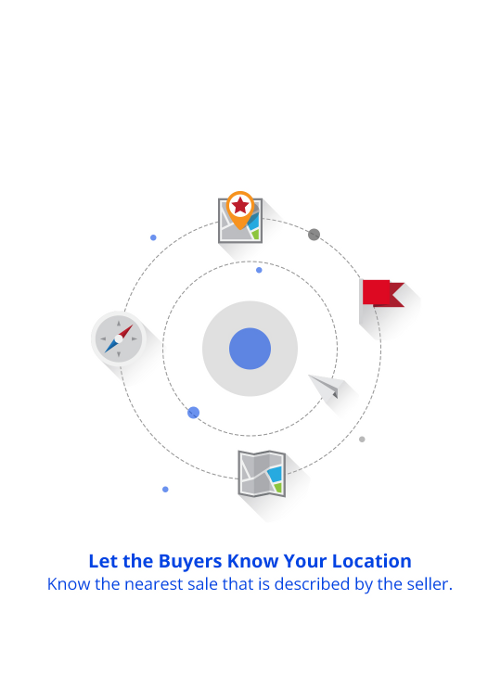 Let the Buyers Know Your Location
Know the nearest sale that is described by the seller.